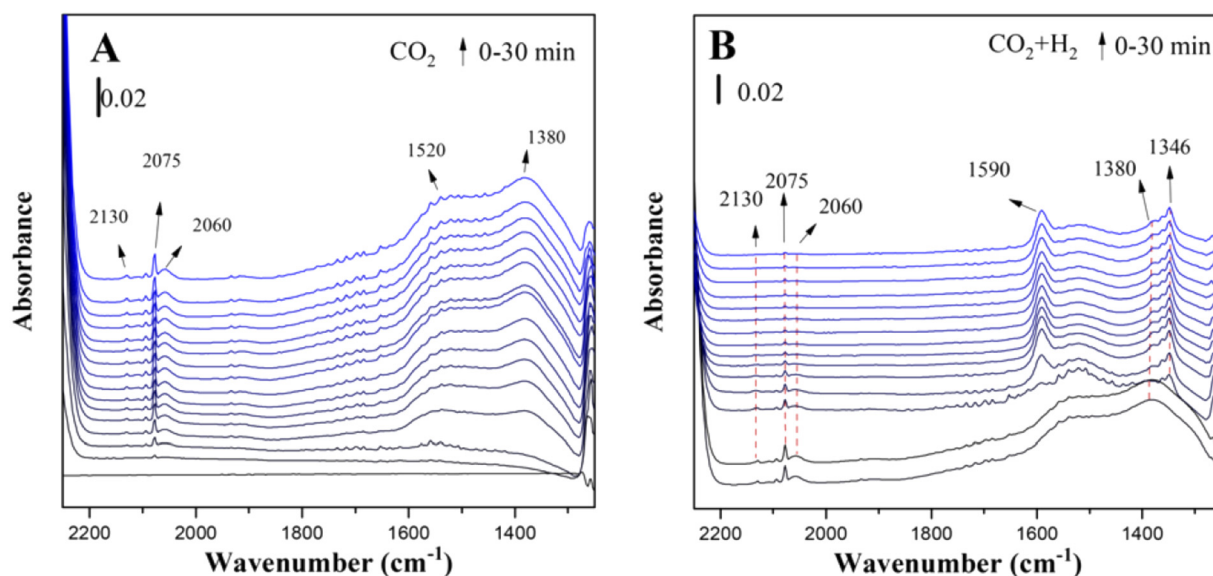 A
CO₂ ↑ 0-30 min
0.02
2075
2130
2060
1520
1380
Absorbance
2200 2000 1600 1400
Wavenumber (cm⁻¹)
B
CO₂+H₂ ↑ 0-30 min
0.02
2130
2075
2060
1590
1380
1346
Absorbance
2200 2000 1600 1400
Wavenumber (cm⁻¹)